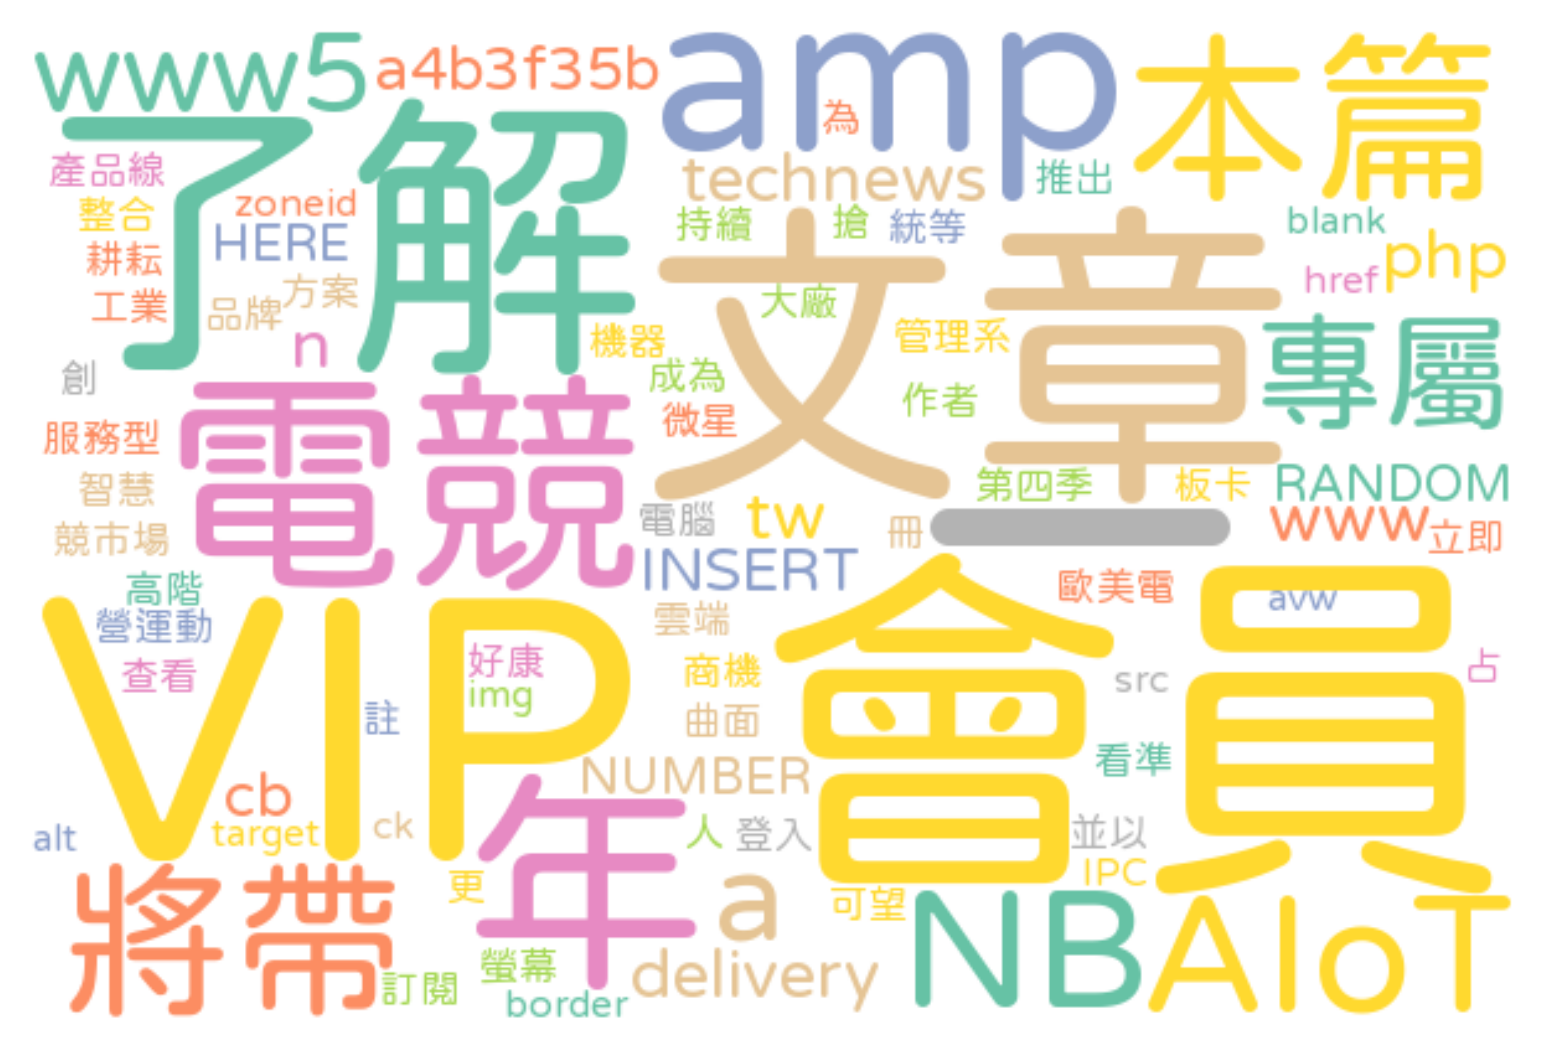 www5
a4b3f35b
amp
本篇
了解
為
technews
推出
產品線
zoneid
整合
HERE
持續
搶
統等
blank
文章
php
耕耘
href
方案
工業
品牌
大廠
n
機器
管理系
專屬
創
成為
作者
電競
微星
服務型
第四季
板卡
RANDOM
智慧
電腦
tw
冊
www
立即
競市場
INSERT
高階
歐美電
avw
營運動
雲端
VIP
會員
查看
好康
商機
src
占
img
註
曲面
看準
NUMBER
cb
年
target
ck
人
登入
並以
alt
IPC
將帶
更
a
可望
NB
AIoT
訂閱
螢幕
delivery
border